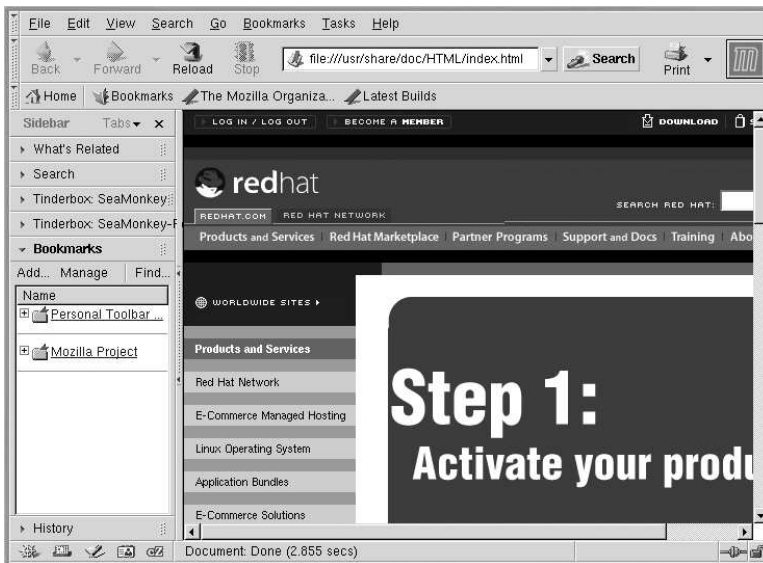 File Edit View Search Go Bookmarks Tasks Help
Back Forward Reload Stop file:///usr/share/doc/HTML/index.html Search Print
Home Bookmarks The Mozilla Organiza... Latest Builds
Sidebar Tabs
What's Related
Search
Tinderbox: SeaMonkey
Tinderbox: SeaMonkey-F
Bookmarks
Add... Manage Find...
Name
Personal Toolbar ...
Mozilla Project
History
LOG IN / LOG OUT BECOME A MEMBER DOWNLOAD S
redhat
SEARCH RED HAT:
REDHAT.COM RED HAT NETWORK
Products and Services Red Hat Marketplace Partner Programs Support and Docs Training Abo
WORLDWIDE SITES
Products and Services
Red Hat Network
E-Commerce Managed Hosting
Linux Operating System
Application Bundles
E-Commerce Solutions
Step 1:
Activate your produ
Document: Done (2.855 secs)